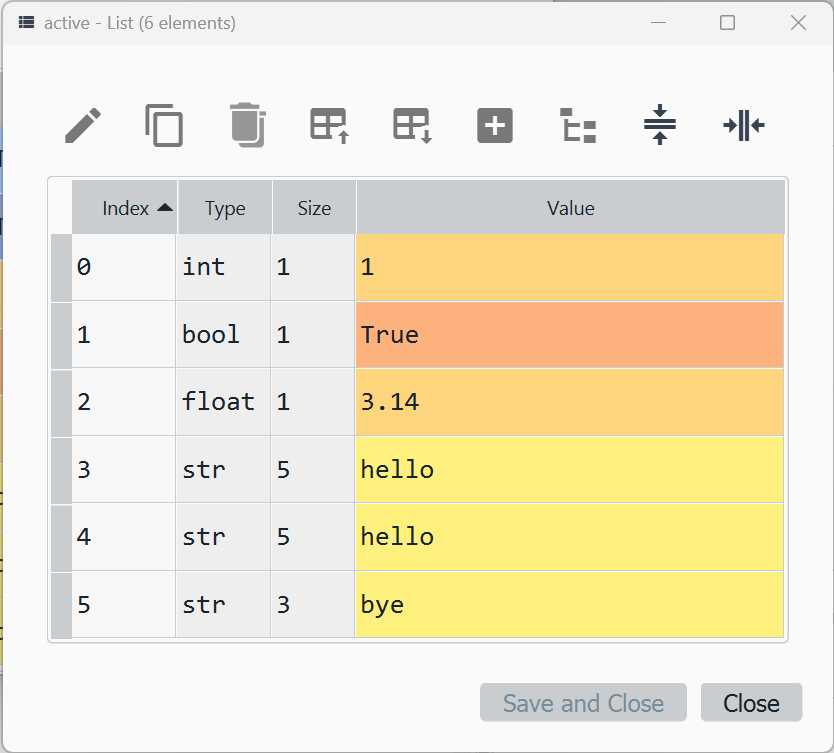 active - List (6 elements)
Index Type Size Value
0 int 1 1
1 bool 1 True
2 float 1 3.14
3 str 5 hello
4 str 5 hello
5 str 3 bye
Save and Close Close